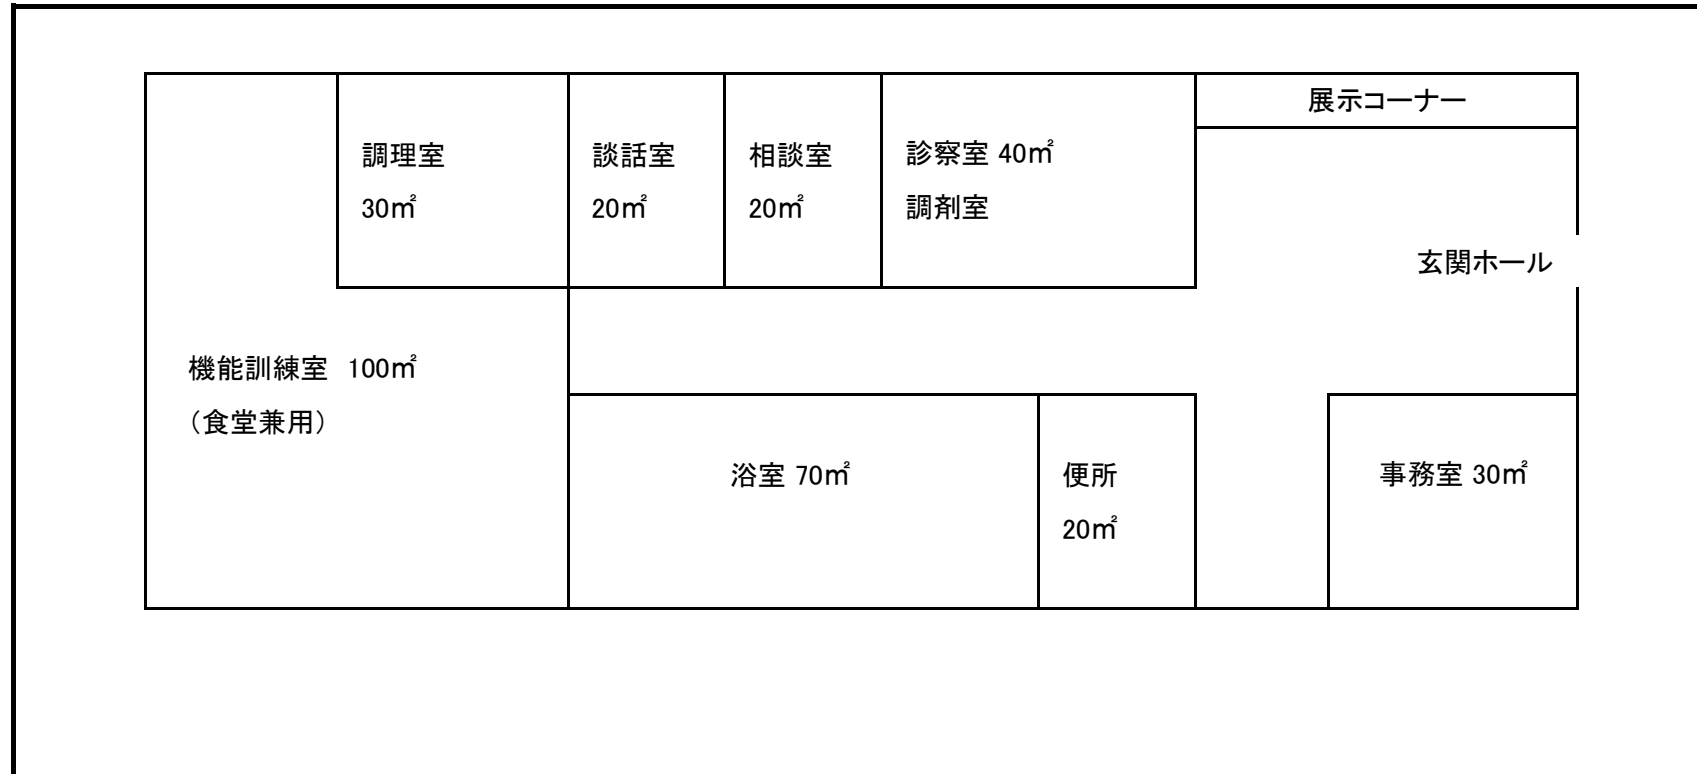 展示コーナー
調理室
30㎡
談話室
20㎡
相談室
20㎡
診察室 40㎡
調剤室
玄関ホール
機能訓練室　100㎡
（食堂兼用）
浴室 70㎡
便所
20㎡
事務室 30㎡